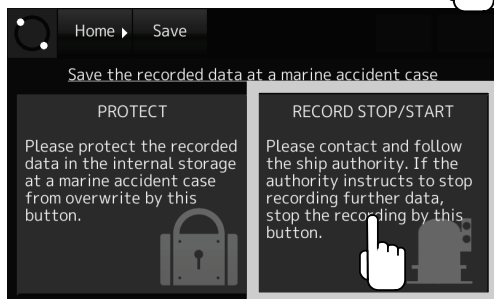 Home Save
Save the recorded data at a marine accident case
PROTECT
Please protect the recorded
data in the internal storage
at a marine accident case
from overwrite by this
button.
RECORD STOP/START
Please contact and follow
the ship authority. If the
authority instructs to stop
recording further data,
stop the recording by this
button.